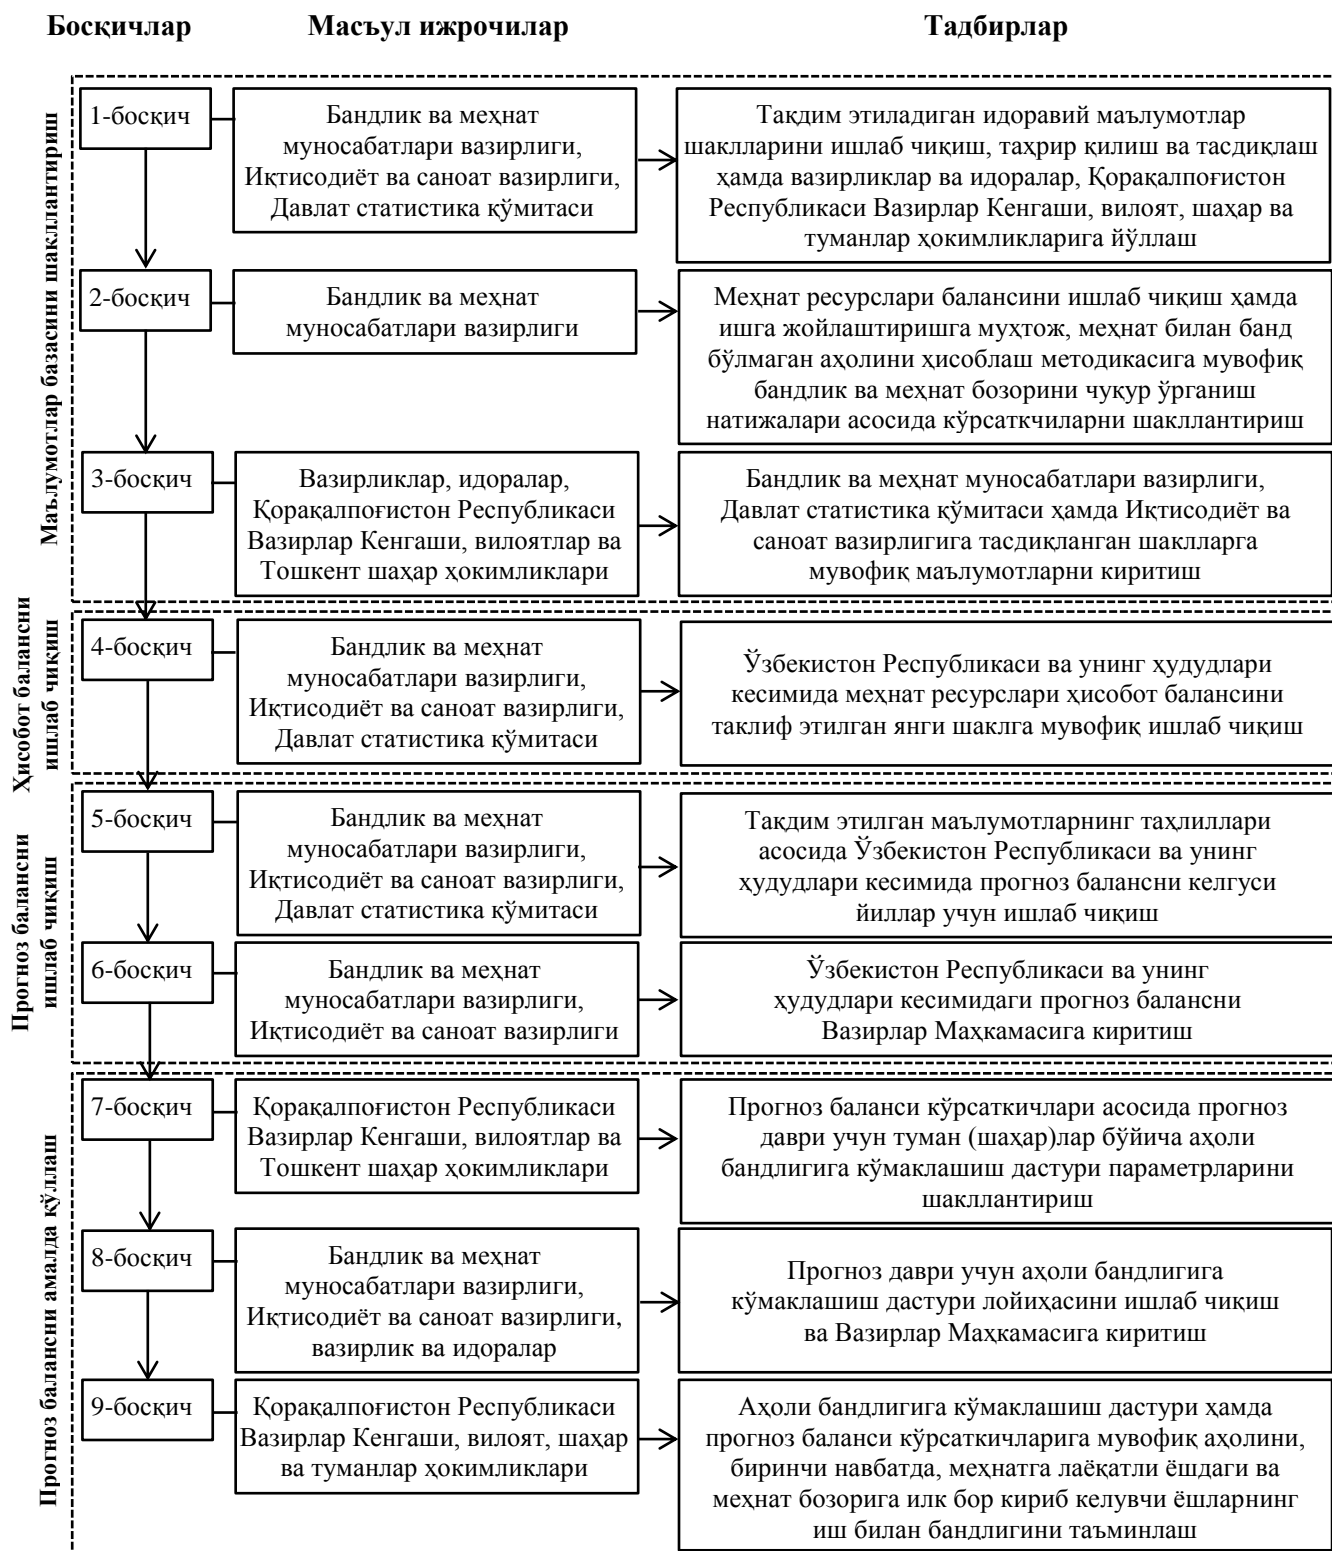 Босқичлар
Масъул ижрочилар
Тадбирлар
Маълумотлар базасини шакллантириш
1-босқич
Бандлик ва меҳнат
муносабатлари вазирлиги,
Иқтисодиёт ва саноат вазирлиги,
Давлат статистика қўмитаси
Тақдим этиладиган идоравий маълумотлар
шаклларини ишлаб чиқиш, таҳрир қилиш ва тасдиқлаш
ҳамда вазирликлар ва идоралар, Қорақалпоғистон
Республикаси Вазирлар Кенгаши, вилоят, шаҳар ва
туманлар ҳокимликларига йўллаш
2-босқич
Бандлик ва меҳнат
муносабатлари вазирлиги
Меҳнат ресурслари балансини ишлаб чиқиш ҳамда
ишга жойлаштиришга муҳтож, меҳнат билан банд
бўлмаган аҳолини ҳисоблаш методикасига мувофиқ
бандлик ва меҳнат бозорини чуқур ўрганиш
натижалари асосида кўрсаткчиларни шакллантириш
3-босқич
Вазирликлар, идоралар,
Қорақалпоғистон Республикаси
Вазирлар Кенгаши, вилоятлар ва
Тошкент шаҳар ҳокимликлари
Бандлик ва меҳнат муносабатлари вазирлиги,
Давлат статистика қўмитаси ҳамда Иқтисодиёт ва
саноат вазирлигига тасдиқланган шаклларга
мувофиқ маълумотларни киритиш
Ҳисобот балансни
ишлаб чиқиш
4-босқич
Бандлик ва меҳнат
муносабатлари вазирлиги,
Иқтисодиёт ва саноат вазирлиги,
Давлат статистика қўмитаси
Ўзбекистон Республикаси ва унинг ҳудудлари
кесимида меҳнат ресурслари ҳисобот балансини
таклиф этилган янги шаклга мувофиқ ишлаб чиқиш
Прогноз балансни
ишлаб чиқиш
5-босқич
Бандлик ва меҳнат
муносабатлари вазирлиги,
Иқтисодиёт ва саноат вазирлиги,
Давлат статистика қўмитаси
Тақдим этилган маълумотларнинг таҳлиллари
асосида Ўзбекистон Республикаси ва унинг
ҳудудлари кесимида прогноз балансни келгуси
йиллар учун ишлаб чиқиш
6-босқич
Бандлик ва меҳнат
муносабатлари вазирлиги,
Иқтисодиёт ва саноат вазирлиги
Ўзбекистон Республикаси ва унинг
ҳудудлари кесимидаги прогноз балансни
Вазирлар Маҳкамасига киритиш
Прогноз балансни амалда қўллаш
7-босқич
Қорақалпоғистон Республикаси
Вазирлар Кенгаши, вилоятлар ва
Тошкент шаҳар ҳокимликлари
Прогноз баланси кўрсаткичлари асосида прогноз
даври учун туман (шаҳар)лар бўйича аҳоли
бандлигига кўмаклашиш дастури параметрларини
шакллантириш
8-босқич
Бандлик ва меҳнат
муносабатлари вазирлиги,
Иқтисодиёт ва саноат вазирлиги,
вазирлик ва идоралар
Прогноз даври учун аҳоли бандлигига
кўмаклашиш дастури лойиҳасини ишлаб чиқиш
ва Вазирлар Маҳкамасига киритиш
9-босқич
Қорақалпоғистон Республикаси
Вазирлар Кенгаши, вилоят, шаҳар
ва туманлар ҳокимликлари
Аҳоли бандлигига кўмаклашиш дастури ҳамда
прогноз баланси кўрсаткичларига мувофиқ аҳолини,
биринчи навбатда, меҳнатга лаёқатли ёшдаги ва
меҳнат бозорига илк бор кириб келувчи ёшларнинг
иш билан бандлигини таъминлаш